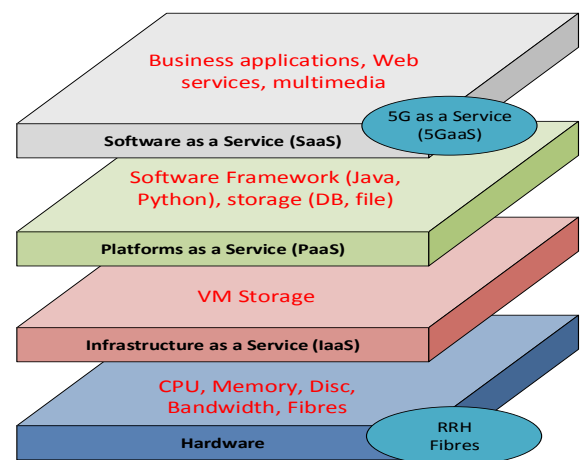 Business applications, Web
services, multimedia
5G as a Service
(5GaaS)
Software as a Service (SaaS)
Software Framework (Java,
Python), storage (DB, file)
Platforms as a Service (PaaS)
VM Storage
Infrastructure as a Service (IaaS)
CPU, Memory, Disc,
Bandwidth, Fibres
RRH
Fibres
Hardware